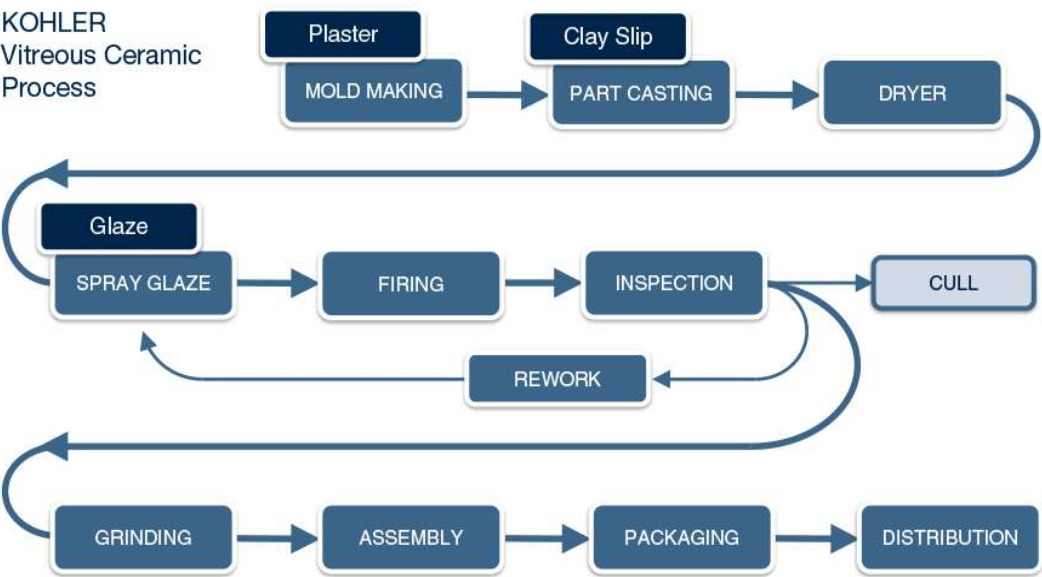 KOHLER
Vitreous Ceramic
Process
Plaster
MOLD MAKING
Clay Slip
PART CASTING
DRYER
Glaze
SPRAY GLAZE
FIRING
INSPECTION
CULL
REWORK
GRINDING
ASSEMBLY
PACKAGING
DISTRIBUTION